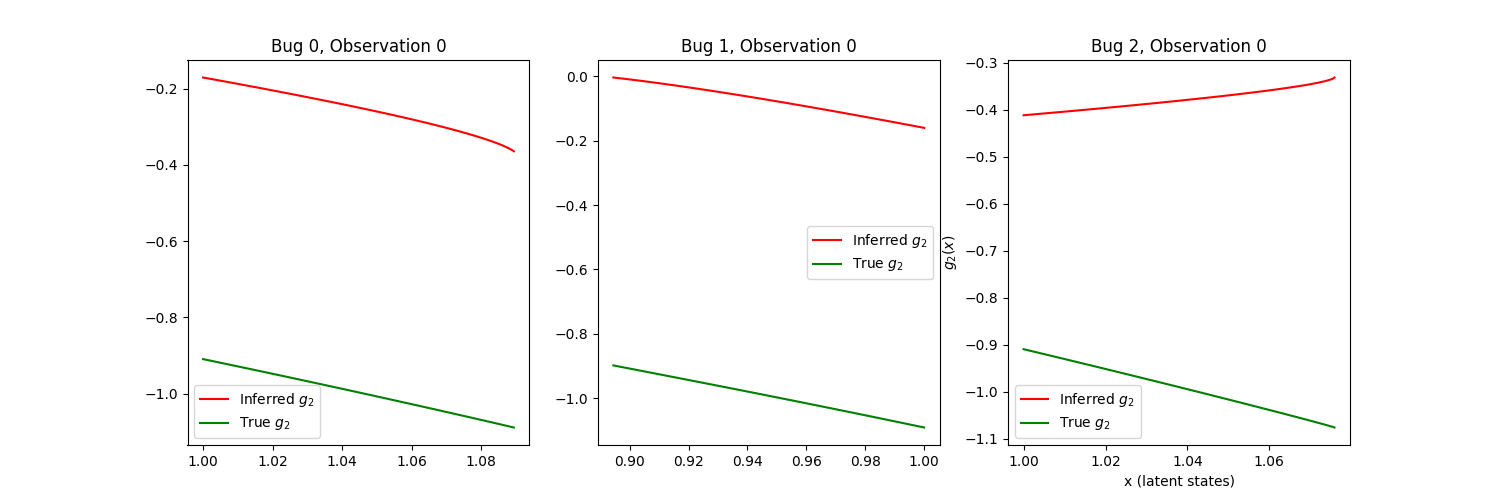 Bug 0, Observation 0
−0.2
−0.4
−0.6
−0.8
−1.0
Inferred g₂
True g₂
1.00 1.02 1.04 1.06 1.08
Bug 1, Observation 0
0.0
−0.2
−0.4
−0.6
−0.8
−1.0
Inferred g₂
True g₂
0.90 0.92 0.94 0.96 0.98 1.00
Bug 2, Observation 0
g₂(x)
−0.3
−0.4
−0.5
−0.6
−0.7
−0.8
−0.9
−1.0
−1.1
Inferred g₂
True g₂
1.00 1.02 1.04 1.06
x (latent states)